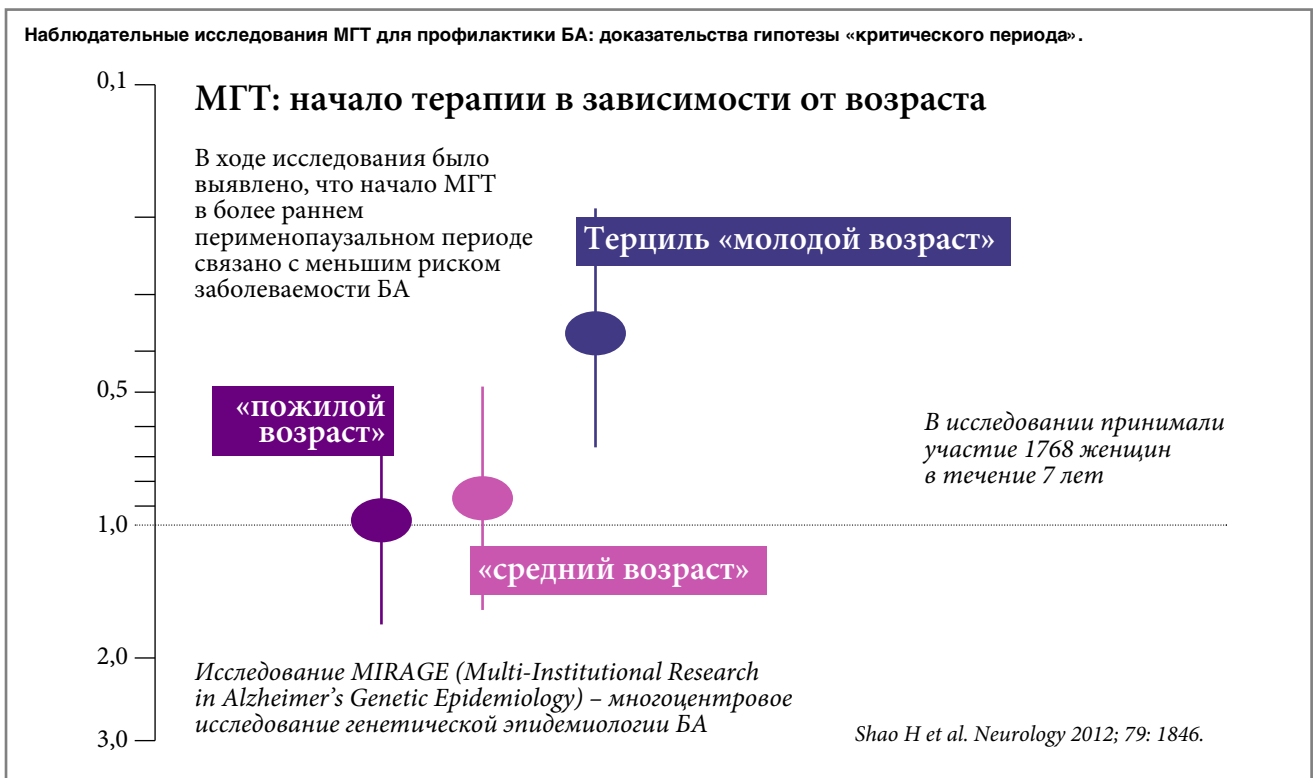 Наблюдательные исследования МГТ для профилактики БА: доказательства гипотезы «критического периода».
0,1
МГТ: начало терапии в зависимости от возраста
В ходе исследования было
выявлено, что начало МГТ
в более раннем
перименопаузальном периоде
связано с меньшим риском
заболеваемости БА
Терциль «молодой возраст»
0,5
«пожилой
возраст»
В исследовании принимали
участие 1768 женщин
в течение 7 лет
1,0
«средний возраст»
2,0
Исследование MIRAGE (Multi-Institutional Research
in Alzheimer's Genetic Epidemiology) – многоцентровое
исследование генетической эпидемиологии БА
Shao H et al. Neurology 2012; 79: 1846.
3,0